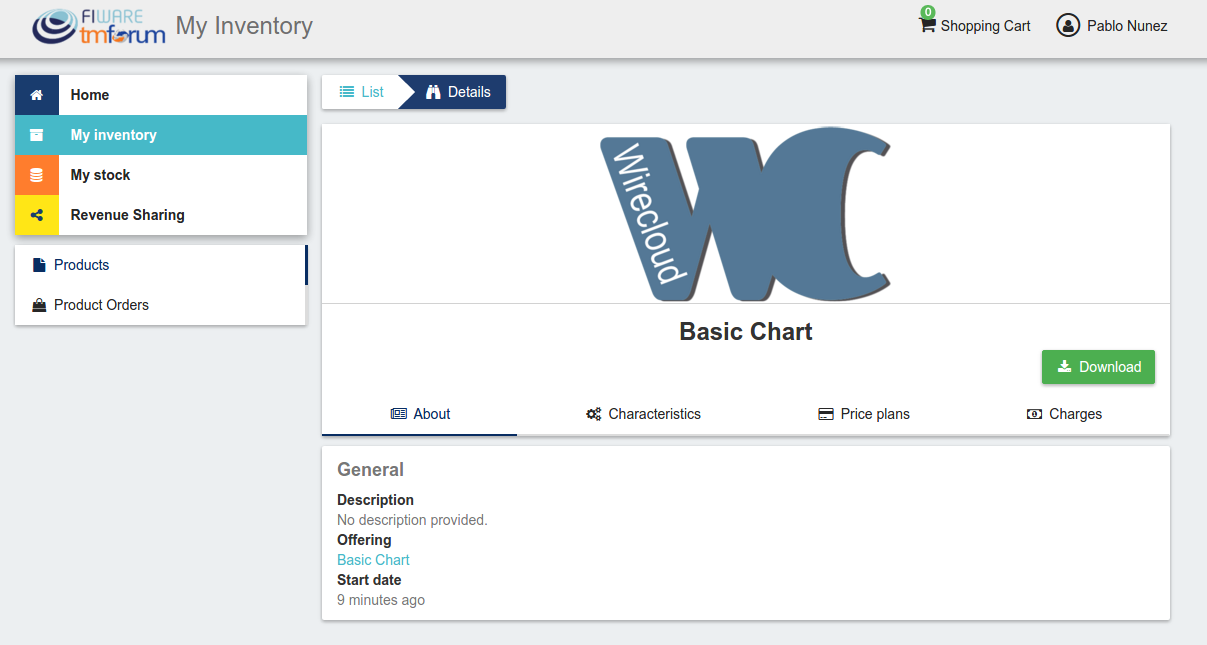 FIWARE
tmforum
My Inventory
0
Shopping Cart
Pablo Nunez
Home
My inventory
My stock
Revenue Sharing
Products
Product Orders
List
Details
Wirecloud
WC
Basic Chart
Download
About
Characteristics
Price plans
Charges
General
Description
No description provided.
Offering
Basic Chart
Start date
9 minutes ago